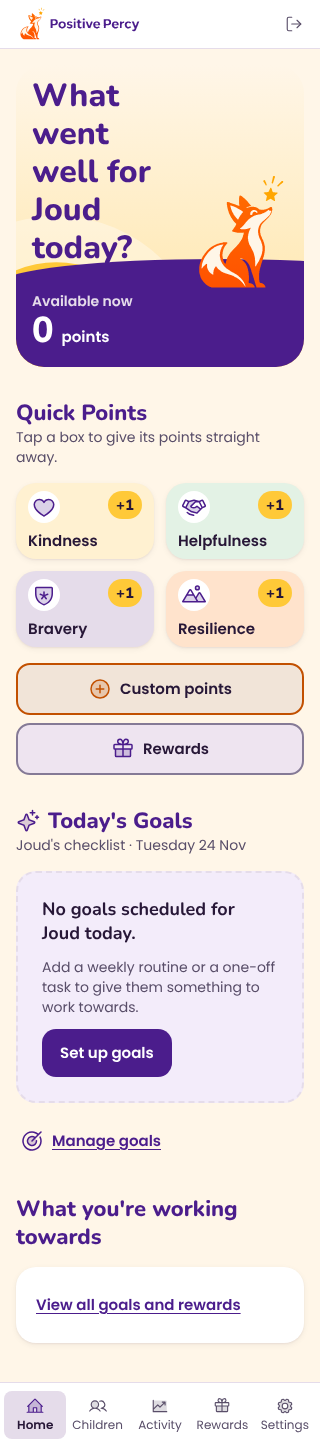 Positive Percy
What
went
well for
Joud
today?
Available now
0 points
Quick Points
Tap a box to give its points straight
away.
+1
Kindness
+1
Helpfulness
+1
Bravery
+1
Resilience
Custom points
Rewards
Today's Goals
Joud's checklist · Tuesday 24 Nov
No goals scheduled for
Joud today.
Add a weekly routine or a one-off
task to give them something to
work towards.
Set up goals
Manage goals
What you're working
towards
View all goals and rewards
Home
Children
Activity
Rewards
Settings